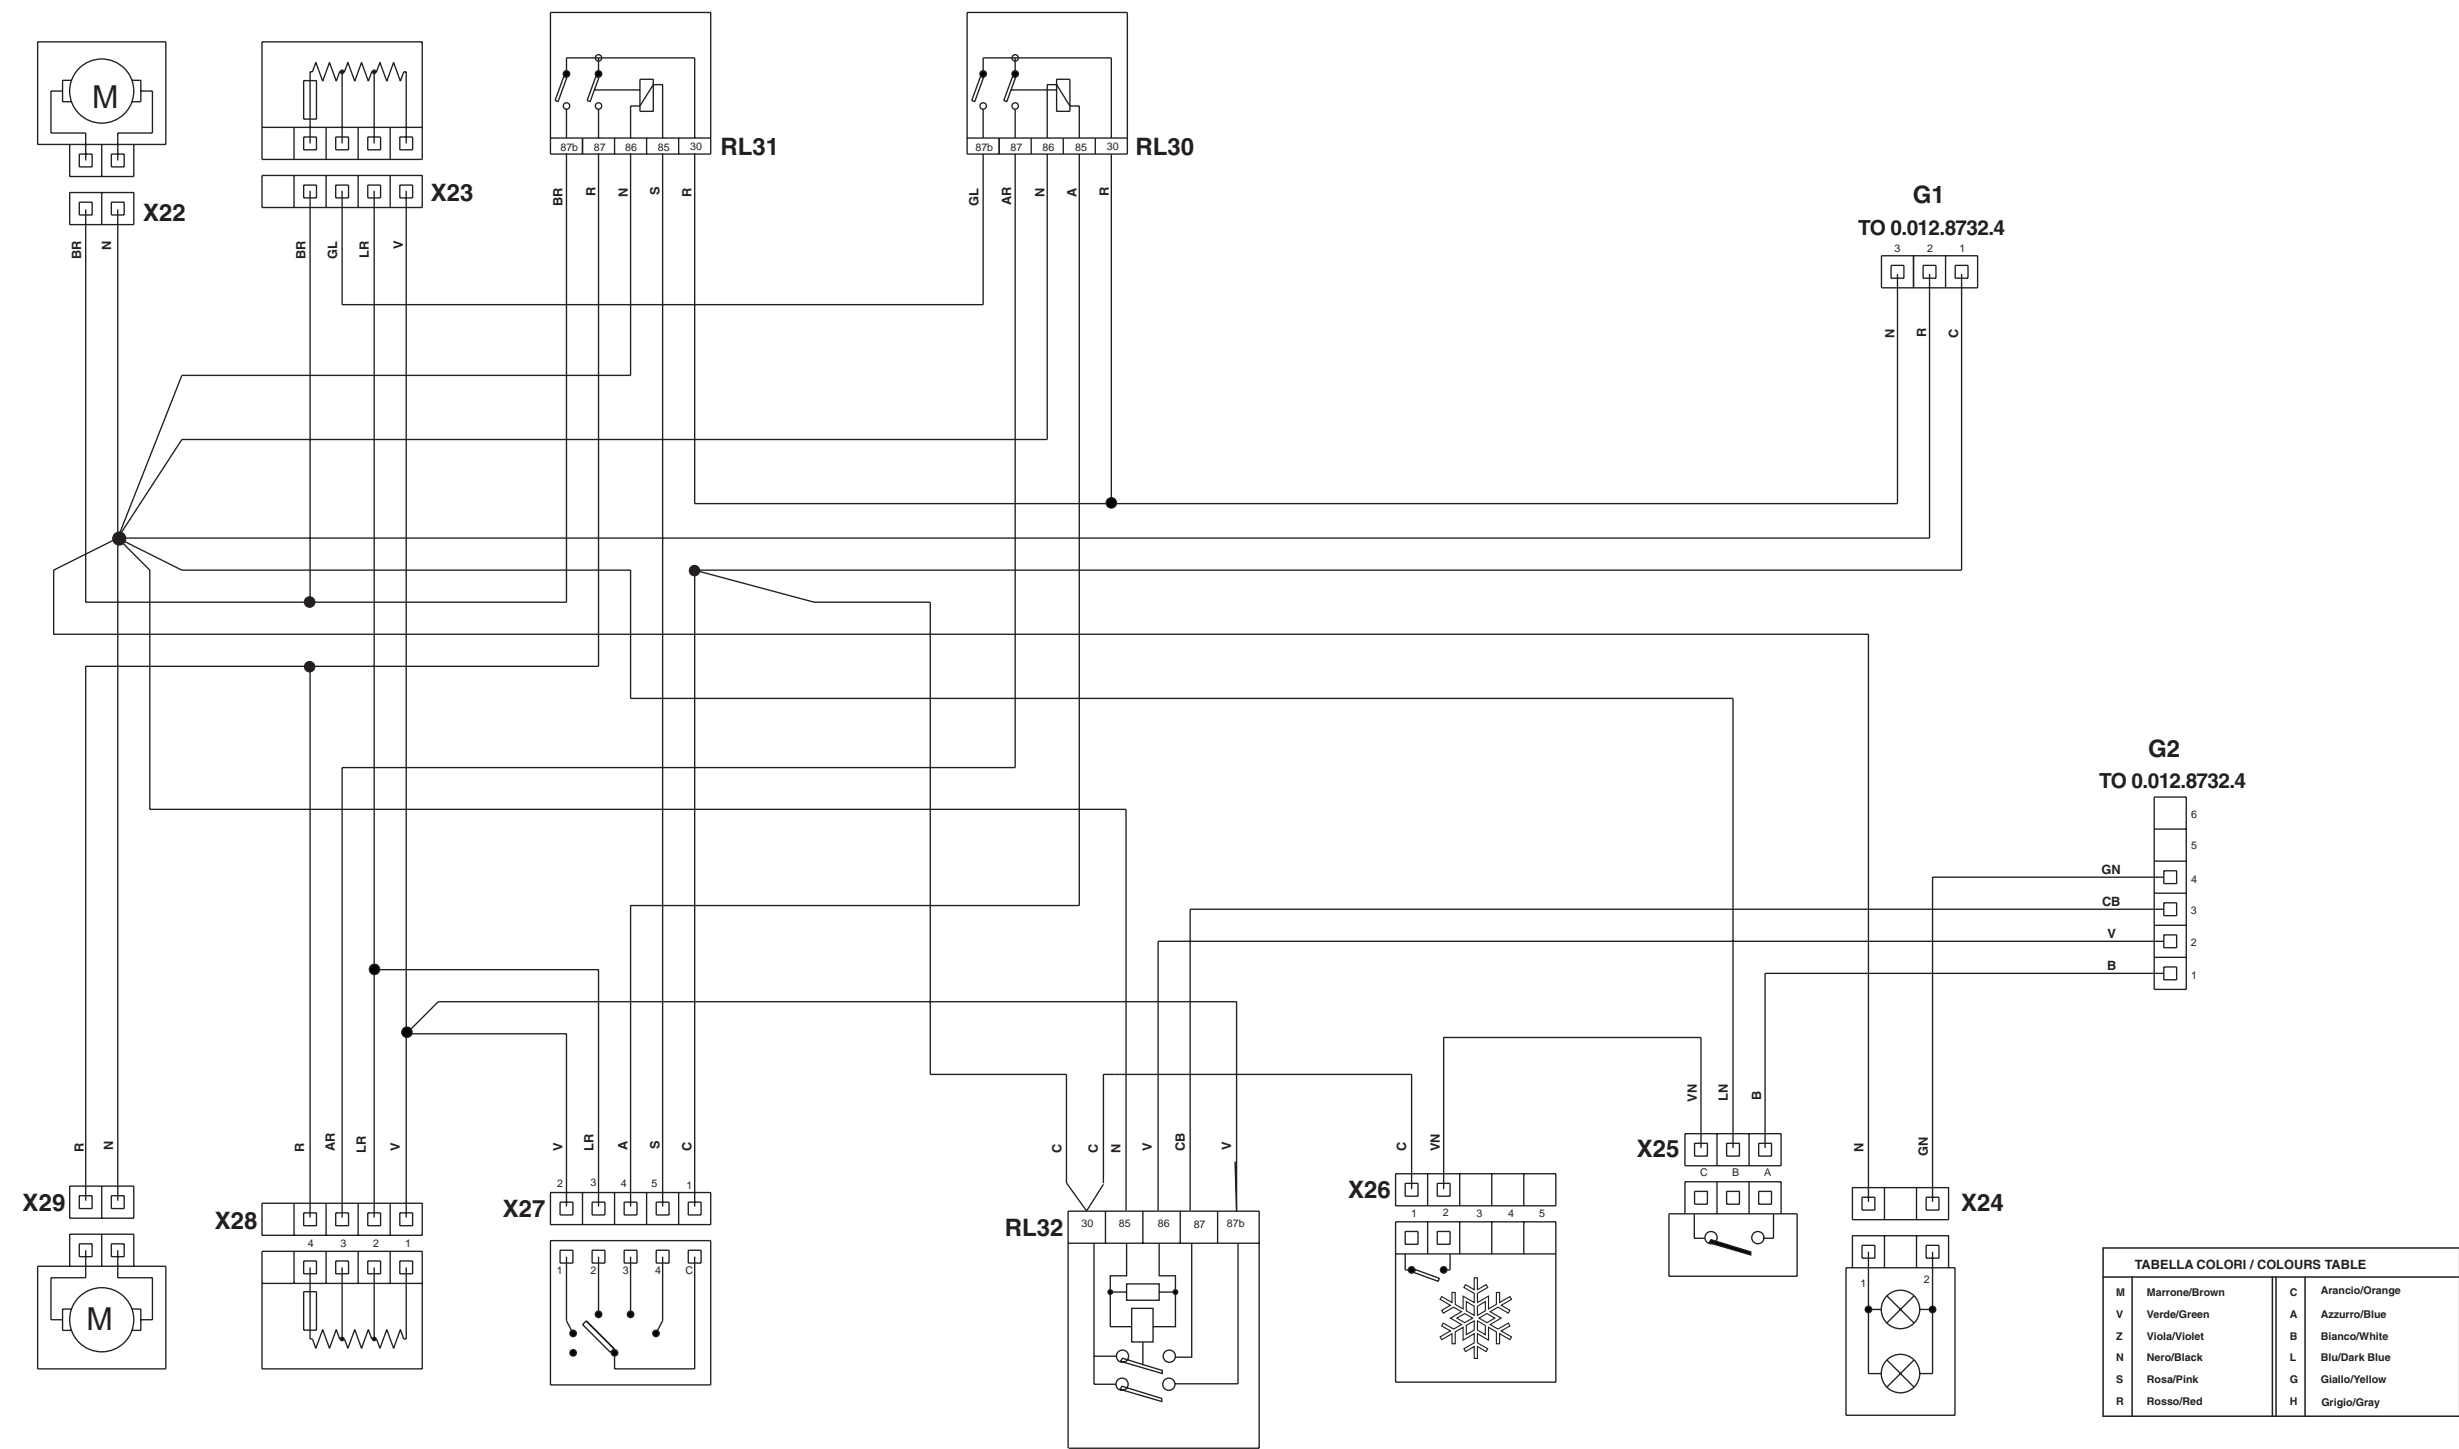 M
87b 87 86 85 30
RL31
87b 87 86 85 30
RL30
X22
X23
BR N
BR GL LR V
BR R N S R
GL AR N A R
G1
TO 0.012.8732.4
3 2 1
N R C
G2
TO 0.012.8732.4
6
5
GN 4
CB 3
V 2
B 1
R N
R AR LR V
V LR A S C
C C N V CB V
C VN
VN LN B
N GN
X29
X28
4 3 2 1
X27
2 3 4 5 1
1 2 3 4 C
RL32
30 85 86 87 87b
X26
1 2 3 4 5
X25
C B A
X24
1 2
M
TABELLA COLORI / COLOURS TABLE
M Marrone/Brown C Arancio/Orange
V Verde/Green A Azzurro/Blue
Z Viola/Violet B Bianco/White
N Nero/Black L Blu/Dark Blue
S Rosa/Pink G Giallo/Yellow
R Rosso/Red H Grigio/Gray